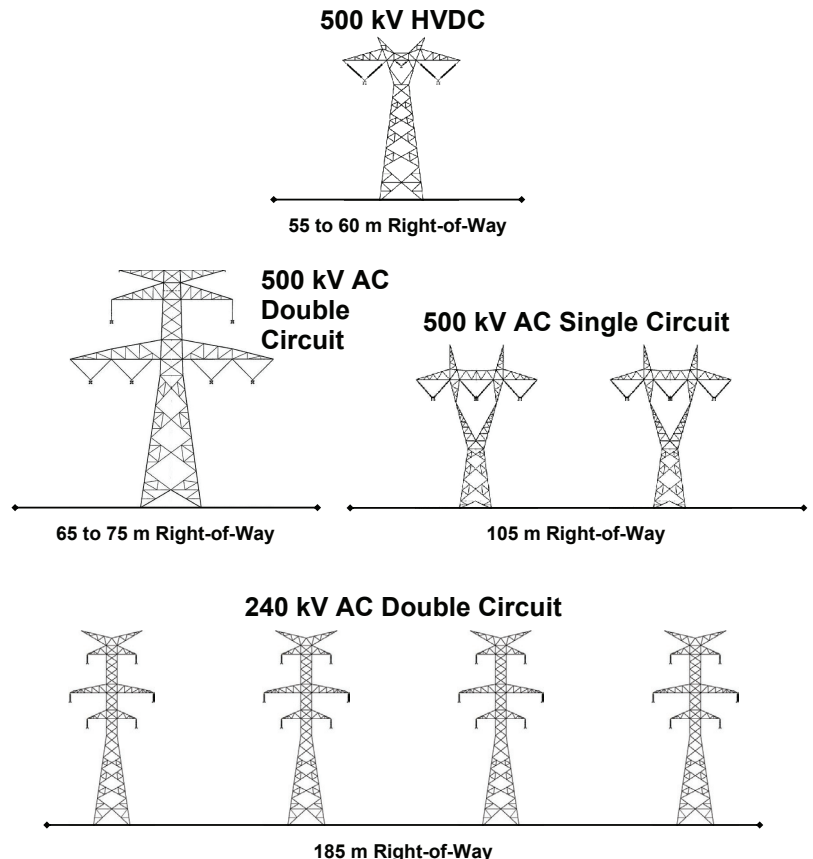 500 kV HVDC
55 to 60 m Right-of-Way
500 kV AC
Double
Circuit
65 to 75 m Right-of-Way
500 kV AC Single Circuit
105 m Right-of-Way
240 kV AC Double Circuit
185 m Right-of-Way